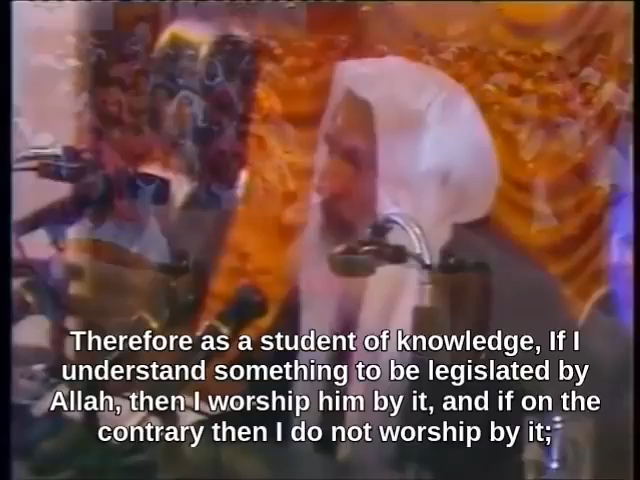 Therefore as a student of knowledge, If I
understand something to be legislated by
Allah, then I worship him by it, and if on the
contrary then I do not worship by it;